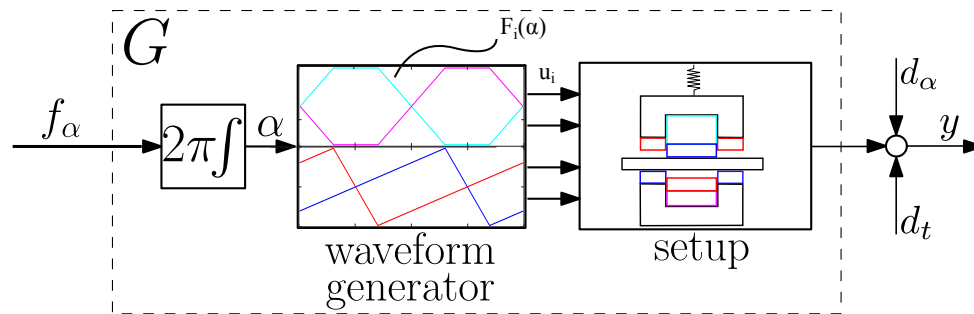 G
F_i(α)
f_α
2π∫
α
u_i
d_α
y
d_t
waveform
generator
setup